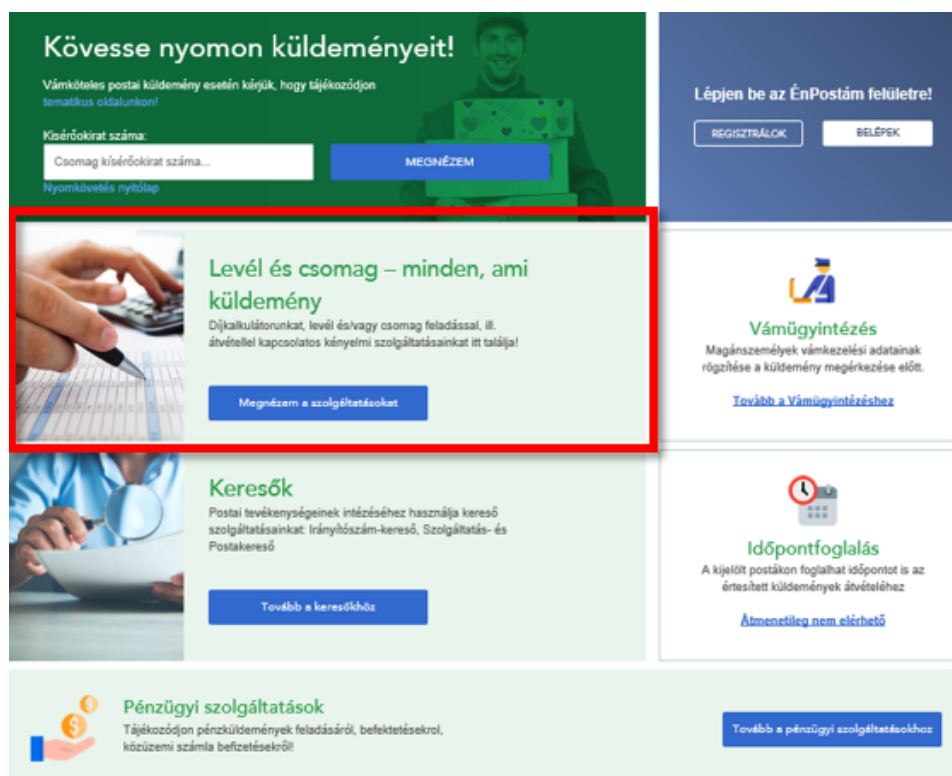 Kövesse nyomon küldeményeit!
Vámköteles postai küldemény esetén kérjük, hogy tájékozódjon
tematikus oldalunkon!
Kísérőokirat száma:
Csomag kísérőokirat száma...
MEGNÉZEM
Nyomkövetés nyitólap
Lépjen be az ÉnPostám felületre!
REGISZTRÁLOK
BELÉPEK
Levél és csomag – minden, ami
küldemény
Díjkalkulátorunkat, levél és/vagy csomag feladással, ill.
átvétellel kapcsolatos kényelmi szolgáltatásainkat itt találja!
Megnézem a szolgáltatásokat
Vámügyintézés
Magánszemélyek vámkezelési adatainak
rögzítése a küldemény megérkezése előtt.
Tovább a Vámügyintézéshez
Keresők
Postai tevékenységeinek intézéséhez használja kereső
szolgáltatásainkat: Irányítószám-kereső, Szolgáltatás- és
Postakereső
Tovább a keresőkhöz
Időpontfoglalás
A kijelölt postákon foglalhat időpontot is az
értesített küldemények átvételéhez
Átmenetileg nem elérhető
Pénzügyi szolgáltatások
Tájékozódjon pénzküldemények feladásáról, befektetésekrol,
közüzemi számla befizetésekről!
Tovább a pénzügyi szolgáltatásokhoz